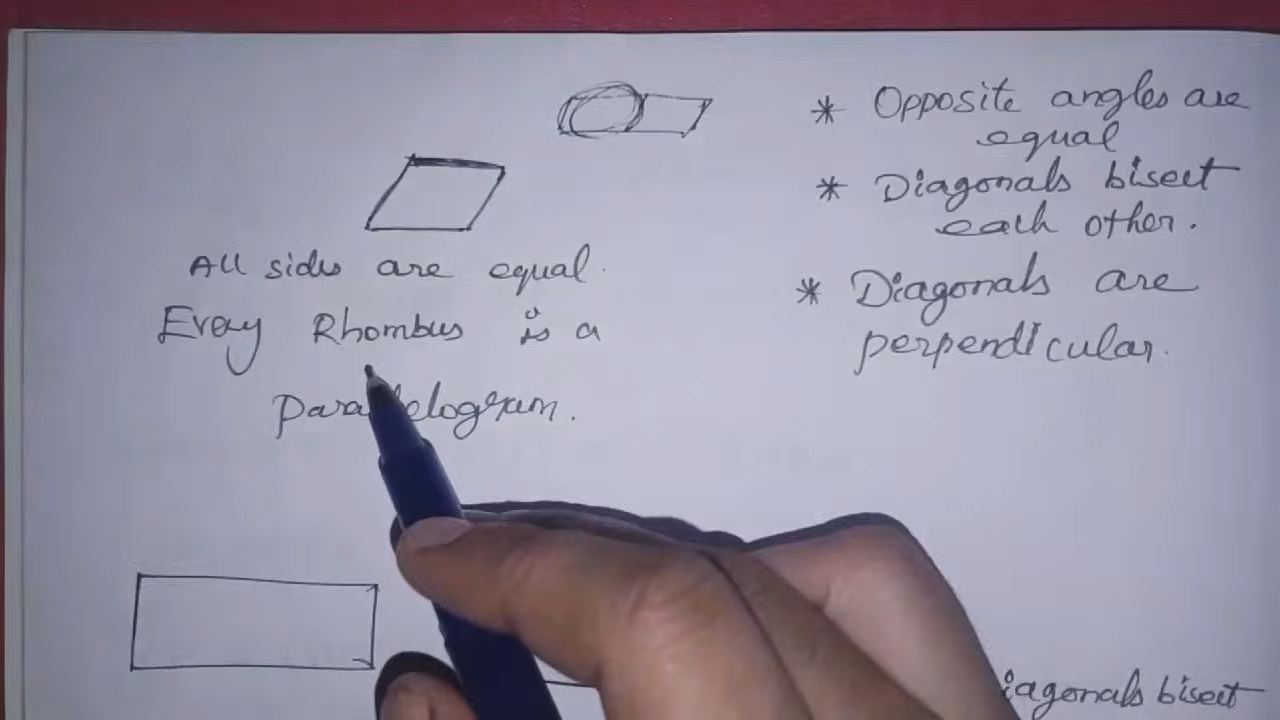 All sides are equal.
Every Rhombus is a
parallelogram.
* Opposite angles are
equal
* Diagonals bisect
each other.
* Diagonals are
perpendicular.
iagonals bisect